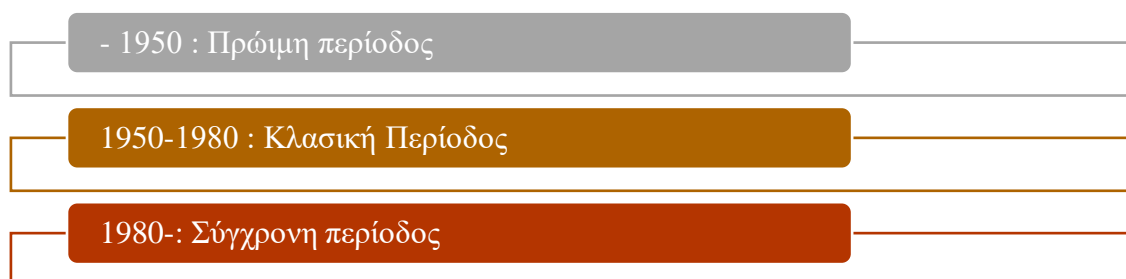 - 1950 : Πρώιμη περίοδος
1950-1980 : Κλασική Περίοδος
1980-: Σύγχρονη περίοδος